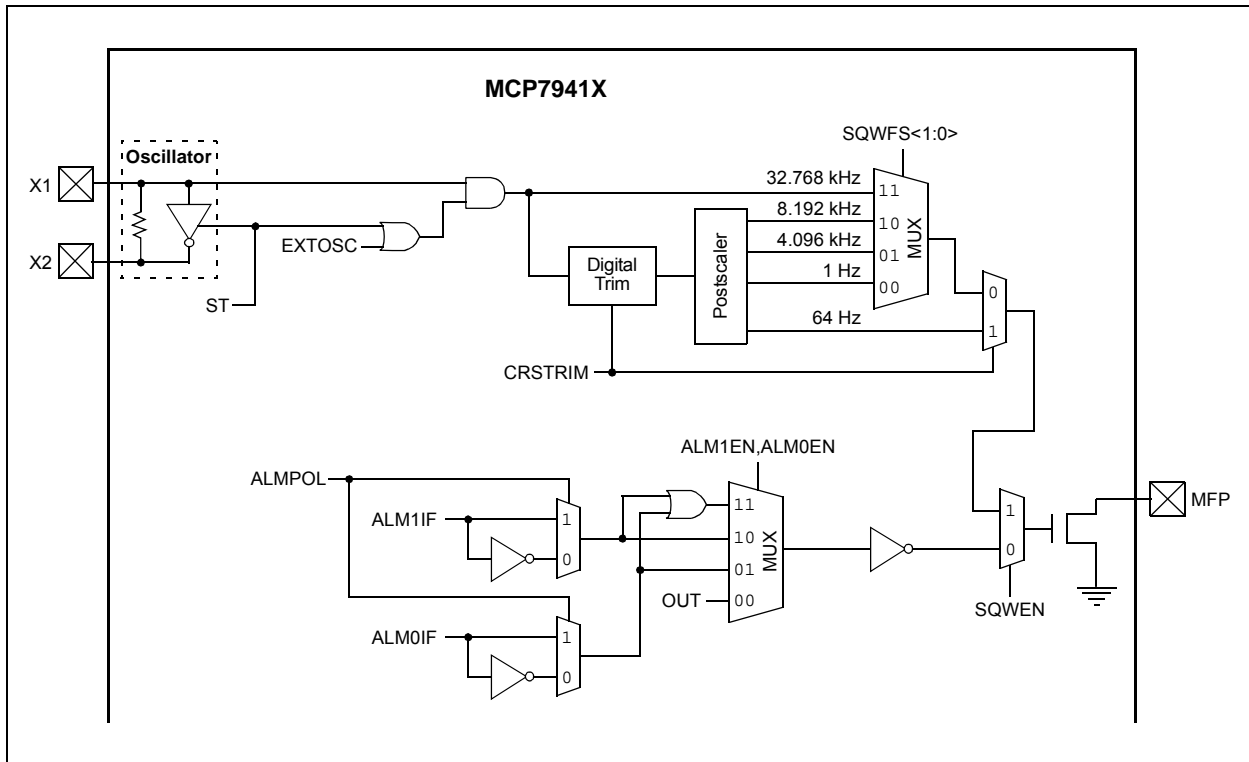 MCP7941X
SQWFS<1:0>
Oscillator
X1
32.768 kHz
11
8.192 kHz
10
EXTOSC
4.096 kHz
01
MUX
X2
Digital
Trim
Postscaler
1 Hz
00
0
ST
64 Hz
1
CRSTRIM
ALM1EN,ALM0EN
ALMPOL
ALM1IF
1
0
11
10
01
MUX
OUT
00
1
0
MFP
SQWEN
ALM0IF
1
0